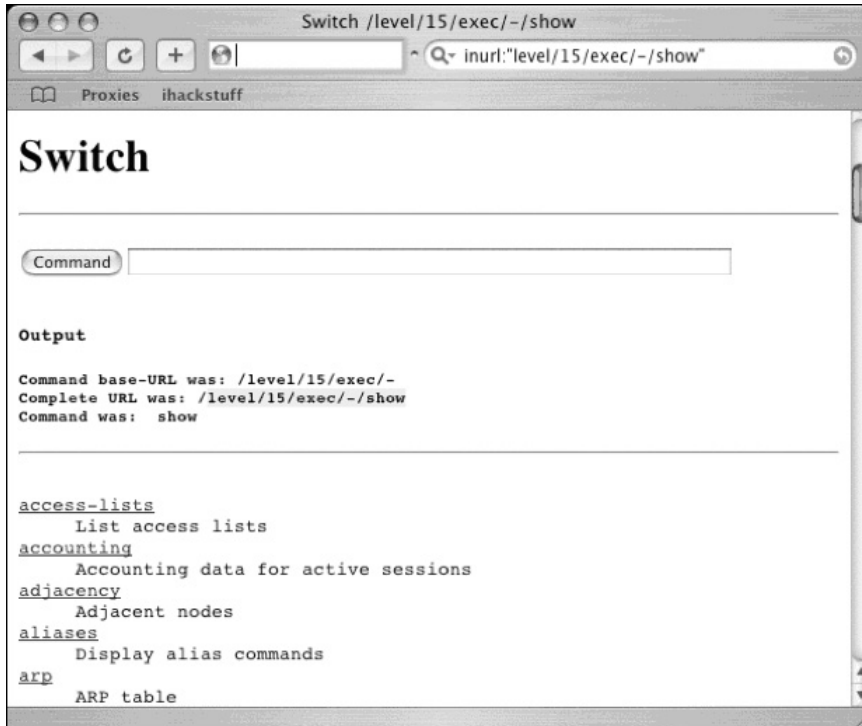 Switch /level/15/exec/-/show
inurl:"level/15/exec/-/show"
Proxies ihackstuff
Switch
Command
Output
Command base-URL was: /level/15/exec/-
Complete URL was: /level/15/exec/-/show
Command was: show
access-lists
List access lists
accounting
Accounting data for active sessions
adjacency
Adjacent nodes
aliases
Display alias commands
arp
ARP table